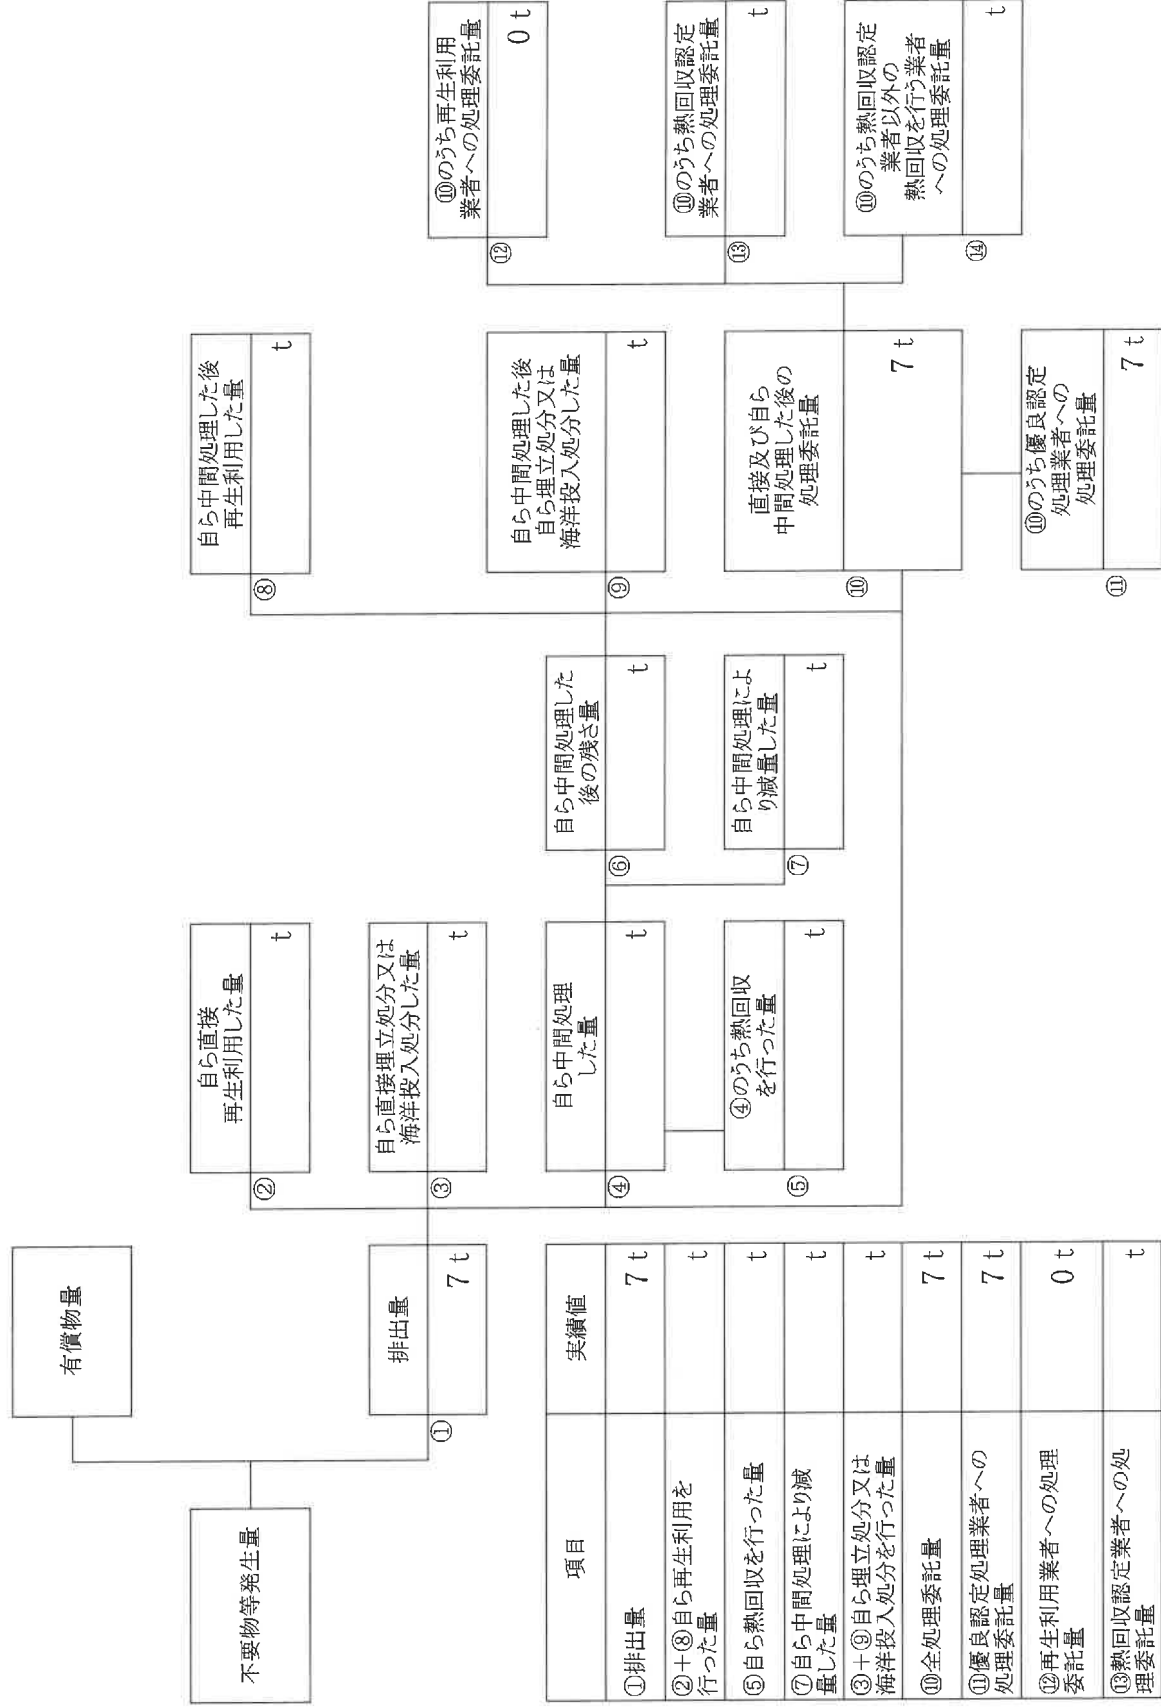 不要物等発生量
有償物量
①
排出量
7 t
②
自ら直接
再生利用した量
t
③
自ら直接埋立処分又は
海洋投入処分した量
t
④
自ら中間処理
した量
t
⑤
④のうち熱回収
を行った量
t
⑥
自ら中間処理した
後の残さ量
t
⑦
自ら中間処理によ
り減量した量
t
⑧
自ら中間処理した後
再生利用した量
t
⑨
自ら中間処理した後
自ら埋立処分又は
海洋投入処分した量
t
⑩
直接及び自ら
中間処理した後の
処理委託量
7 t
⑪
⑩のうち優良認定
処理業者への
処理委託量
7 t
⑫
⑩のうち再生利用
業者への処理委託量
0 t
⑬
⑩のうち熱回収認定
業者への処理委託量
t
⑭
⑩のうち熱回収認定
業者以外の
熱回収を行う業者
への処理委託量
t
項目 実績値
①排出量 7 t
②+⑧自ら再生利用を
行った量 t
⑤自ら熱回収を行った量 t
⑦自ら中間処理により減
量した量 t
③+⑨自ら埋立処分又は
海洋投入処分を行った量 t
⑩全処理委託量 7 t
⑪優良認定処理業者への
処理委託量 7 t
⑫再生利用業者への処理
委託量 0 t
⑬熱回収認定業者への処
理委託量 t